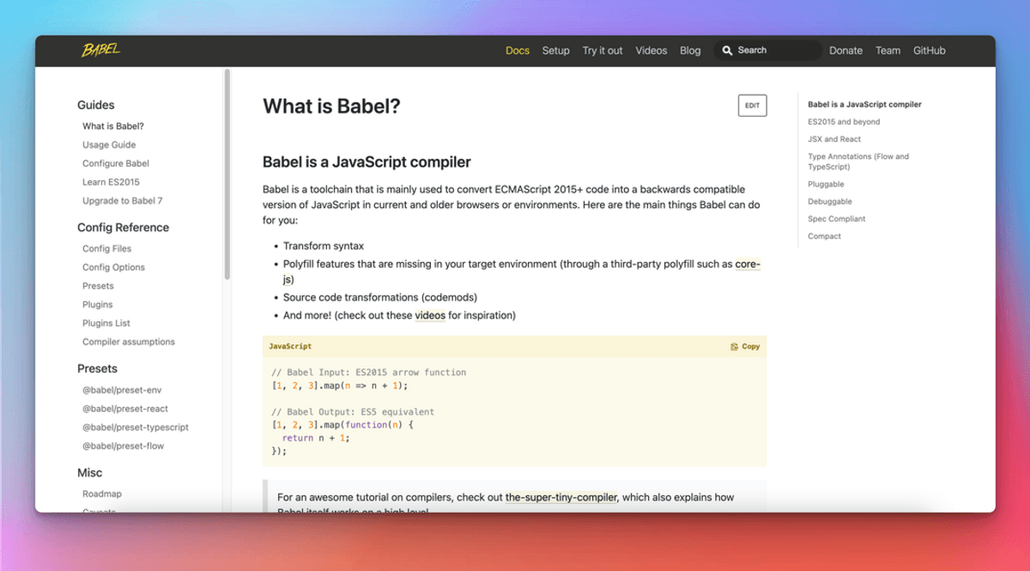 BABEL
Docs Setup Try it out Videos Blog Search Donate Team GitHub
Guides
What is Babel?
Usage Guide
Configure Babel
Learn ES2015
Upgrade to Babel 7
Config Reference
Config Files
Config Options
Presets
Plugins
Plugins List
Compiler assumptions
Presets
@babel/preset-env
@babel/preset-react
@babel/preset-typescript
@babel/preset-flow
Misc
Roadmap
Caveats
What is Babel?
EDIT
Babel is a JavaScript compiler
Babel is a toolchain that is mainly used to convert ECMAScript 2015+ code into a backwards compatible
version of JavaScript in current and older browsers or environments. Here are the main things Babel can do
for you:
• Transform syntax
• Polyfill features that are missing in your target environment (through a third-party polyfill such as core-
js)
• Source code transformations (codemods)
• And more! (check out these videos for inspiration)
JavaScript Copy
// Babel Input: ES2015 arrow function
[1, 2, 3].map(n => n + 1);
// Babel Output: ES5 equivalent
[1, 2, 3].map(function(n) {
return n + 1;
});
For an awesome tutorial on compilers, check out the-super-tiny-compiler, which also explains how
Babel itself works on a high level.
Babel is a JavaScript compiler
ES2015 and beyond
JSX and React
Type Annotations (Flow and
TypeScript)
Pluggable
Debuggable
Spec Compliant
Compact